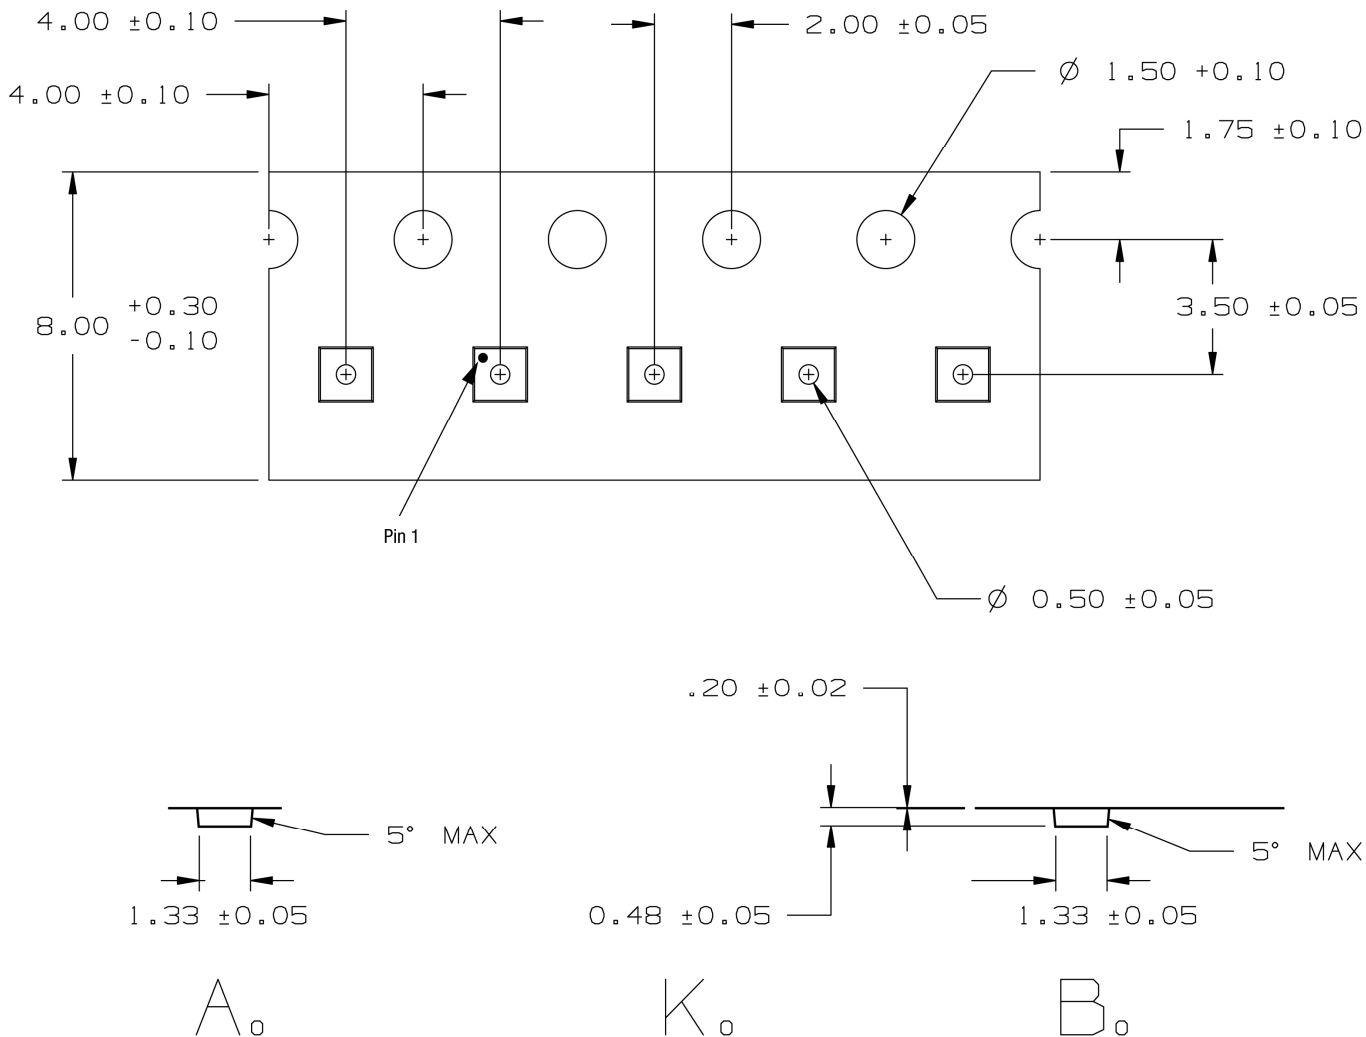 4.00 ±0.10
2.00 ±0.05
Ø 1.50 +0.10
4.00 ±0.10
1.75 ±0.10
8.00 +0.30
-0.10
3.50 ±0.05
Pin 1
Ø 0.50 ±0.05
.20 ±0.02
5° MAX
5° MAX
1.33 ±0.05
0.48 ±0.05
1.33 ±0.05
A₀
K₀
B₀